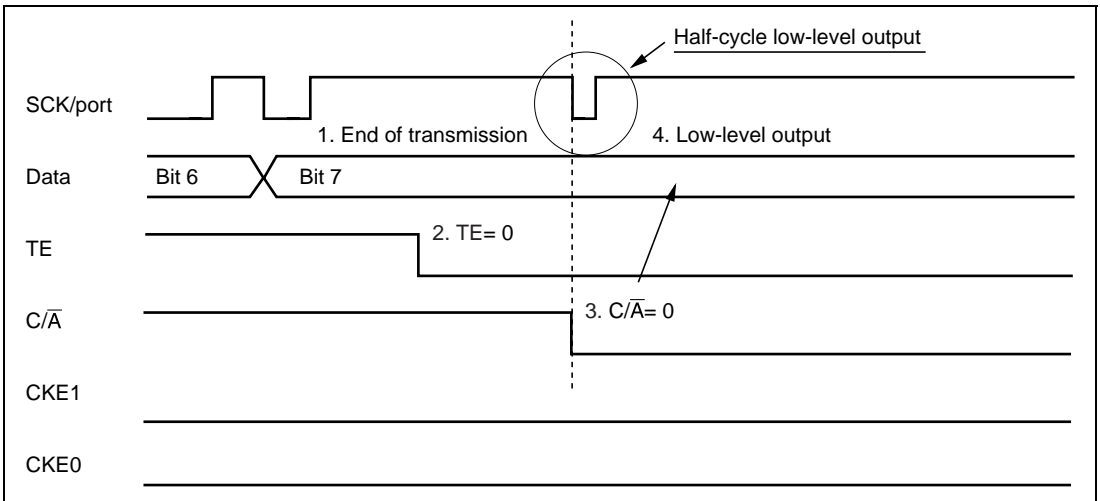 Half-cycle low-level output
SCK/port
1. End of transmission
4. Low-level output
Data
Bit 6
Bit 7
2. TE= 0
TE
3. C/A̅= 0
C/A̅
CKE1
CKE0